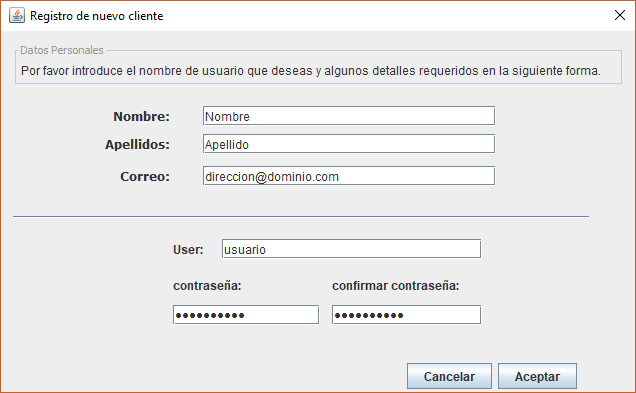 Registro de nuevo cliente
Datos Personales
Por favor introduce el nombre de usuario que deseas y algunos detalles requeridos en la siguiente forma.
Nombre: Nombre
Apellidos: Apellido
Correo: direccion@dominio.com
User: usuario
contraseña: confirmar contraseña:
●●●●●●●●●● ●●●●●●●●●●
Cancelar Aceptar